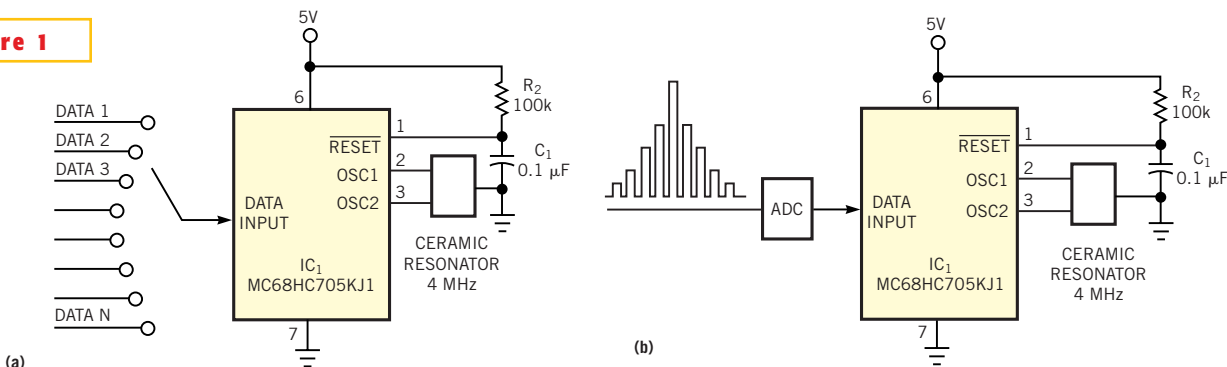 re 1
5V
6
R2
100k
DATA 1
DATA 2
DATA 3
DATA N
1
RESET
2
OSC1
3
OSC2
DATA
INPUT
C1
0.1 μF
CERAMIC
RESONATOR
4 MHz
IC1
MC68HC705KJ1
7
(a)
5V
6
R2
100k
1
RESET
2
OSC1
3
OSC2
ADC
DATA
INPUT
C1
0.1 μF
CERAMIC
RESONATOR
4 MHz
IC1
MC68HC705KJ1
7
(b)